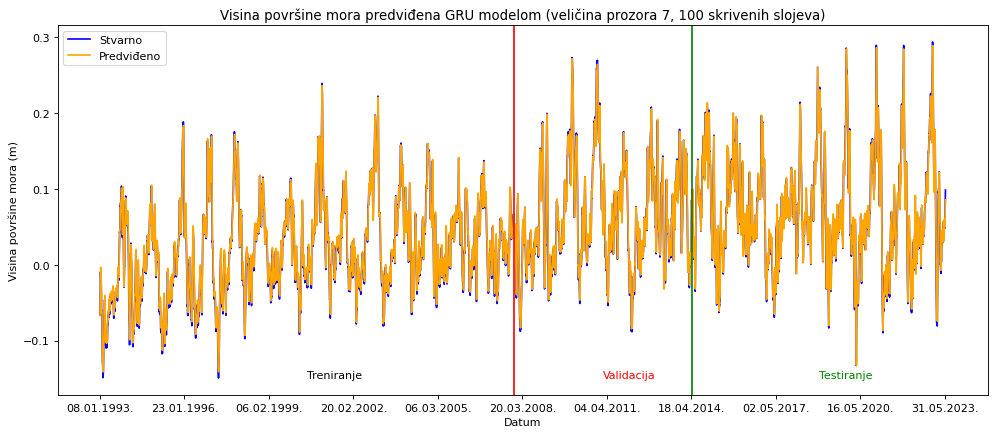 Visina površine mora predviđena GRU modelom (veličina prozora 7, 100 skrivenih slojeva)
Stvarno
Predviđeno
Visina površine mora (m)
0.3
0.2
0.1
0.0
−0.1
Treniranje
Validacija
Testiranje
08.01.1993.
23.01.1996.
06.02.1999.
20.02.2002.
06.03.2005.
20.03.2008.
04.04.2011.
18.04.2014.
02.05.2017.
16.05.2020.
31.05.2023.
Datum